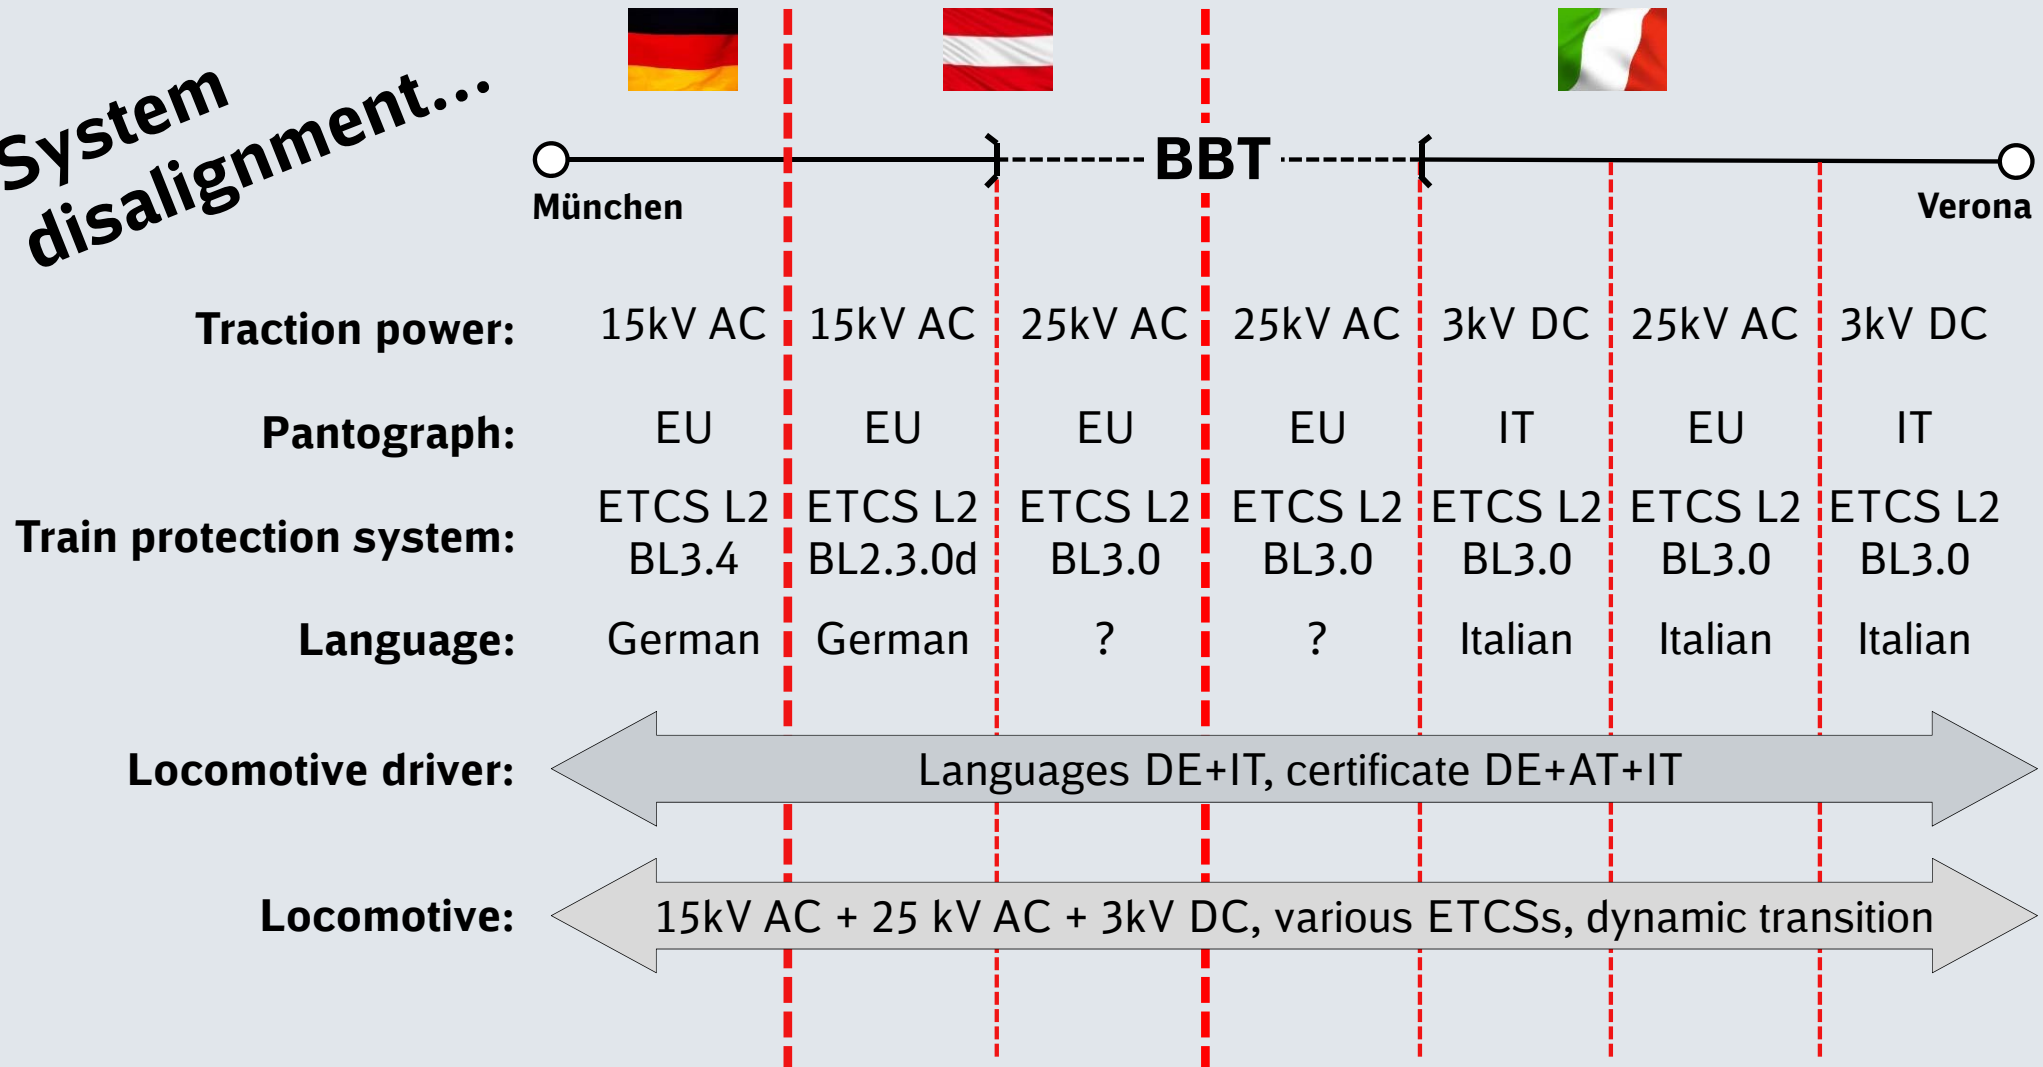 System
disalignment...
BBT
München
Verona
Traction power: 15kV AC 15kV AC 25kV AC 25kV AC 3kV DC 25kV AC 3kV DC
Pantograph: EU EU EU EU IT EU IT
Train protection system: ETCS L2 ETCS L2 ETCS L2 ETCS L2 ETCS L2 ETCS L2 ETCS L2
BL3.4 BL2.3.0d BL3.0 BL3.0 BL3.0 BL3.0 BL3.0
Language: German German ? ? Italian Italian Italian
Locomotive driver: Languages DE+IT, certificate DE+AT+IT
Locomotive: 15kV AC + 25 kV AC + 3kV DC, various ETCSs, dynamic transition